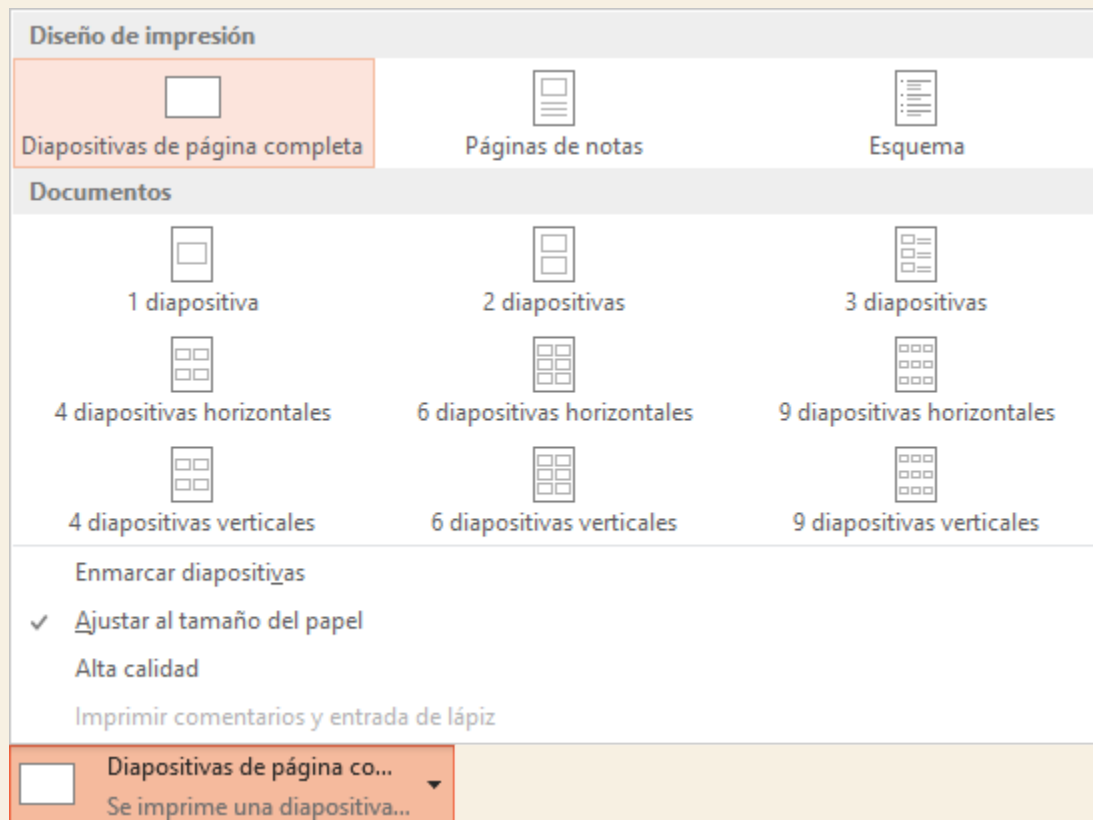 Diseño de impresión
Diapositivas de página completa
Páginas de notas
Esquema
Documentos
1 diapositiva
2 diapositivas
3 diapositivas
4 diapositivas horizontales
6 diapositivas horizontales
9 diapositivas horizontales
4 diapositivas verticales
6 diapositivas verticales
9 diapositivas verticales
Enmarcar diapositivas
Ajustar al tamaño del papel
Alta calidad
Imprimir comentarios y entrada de lápiz
Diapositivas de página co...
Se imprime una diapositiva...